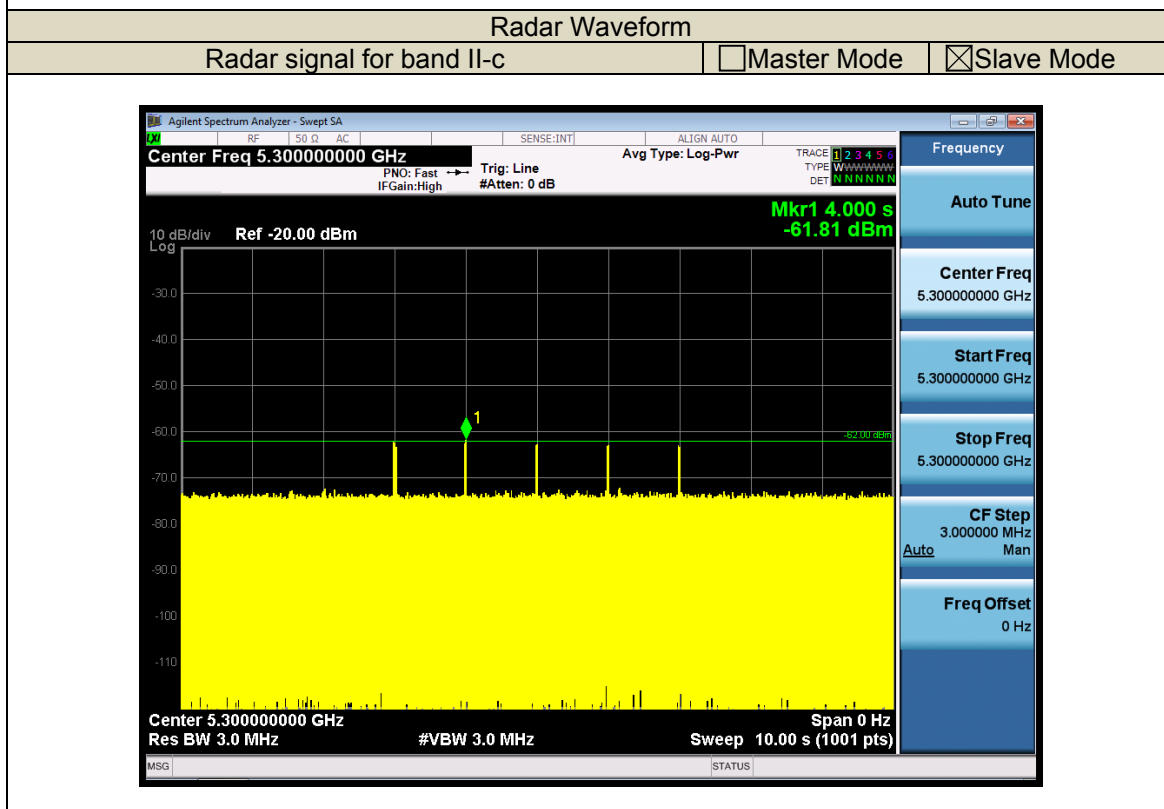 Radar Waveform
Radar signal for band II-c Master Mode Slave Mode
Agilent Spectrum Analyzer - Swept SA
LXI RF 50 Ω AC SENSE:INT ALIGN AUTO
Center Freq 5.300000000 GHz
PNO: Fast
IFGain:High
Trig: Line
#Atten: 0 dB
Avg Type: Log-Pwr
TRACE 1 2 3 4 5 6
TYPE WWWWWW
DET N N N N N N
Mkr1 4.000 s
-61.81 dBm
10 dB/div Ref -20.00 dBm
Log
-30.0
-40.0
-50.0
-60.0
-70.0
-80.0
-90.0
-100
-110
1
-62.00 dBm
Center 5.300000000 GHz Span 0 Hz
Res BW 3.0 MHz #VBW 3.0 MHz Sweep 10.00 s (1001 pts)
MSG STATUS
Frequency
Auto Tune
Center Freq
5.300000000 GHz
Start Freq
5.300000000 GHz
Stop Freq
5.300000000 GHz
CF Step
3.000000 MHz
Auto Man
Freq Offset
0 Hz